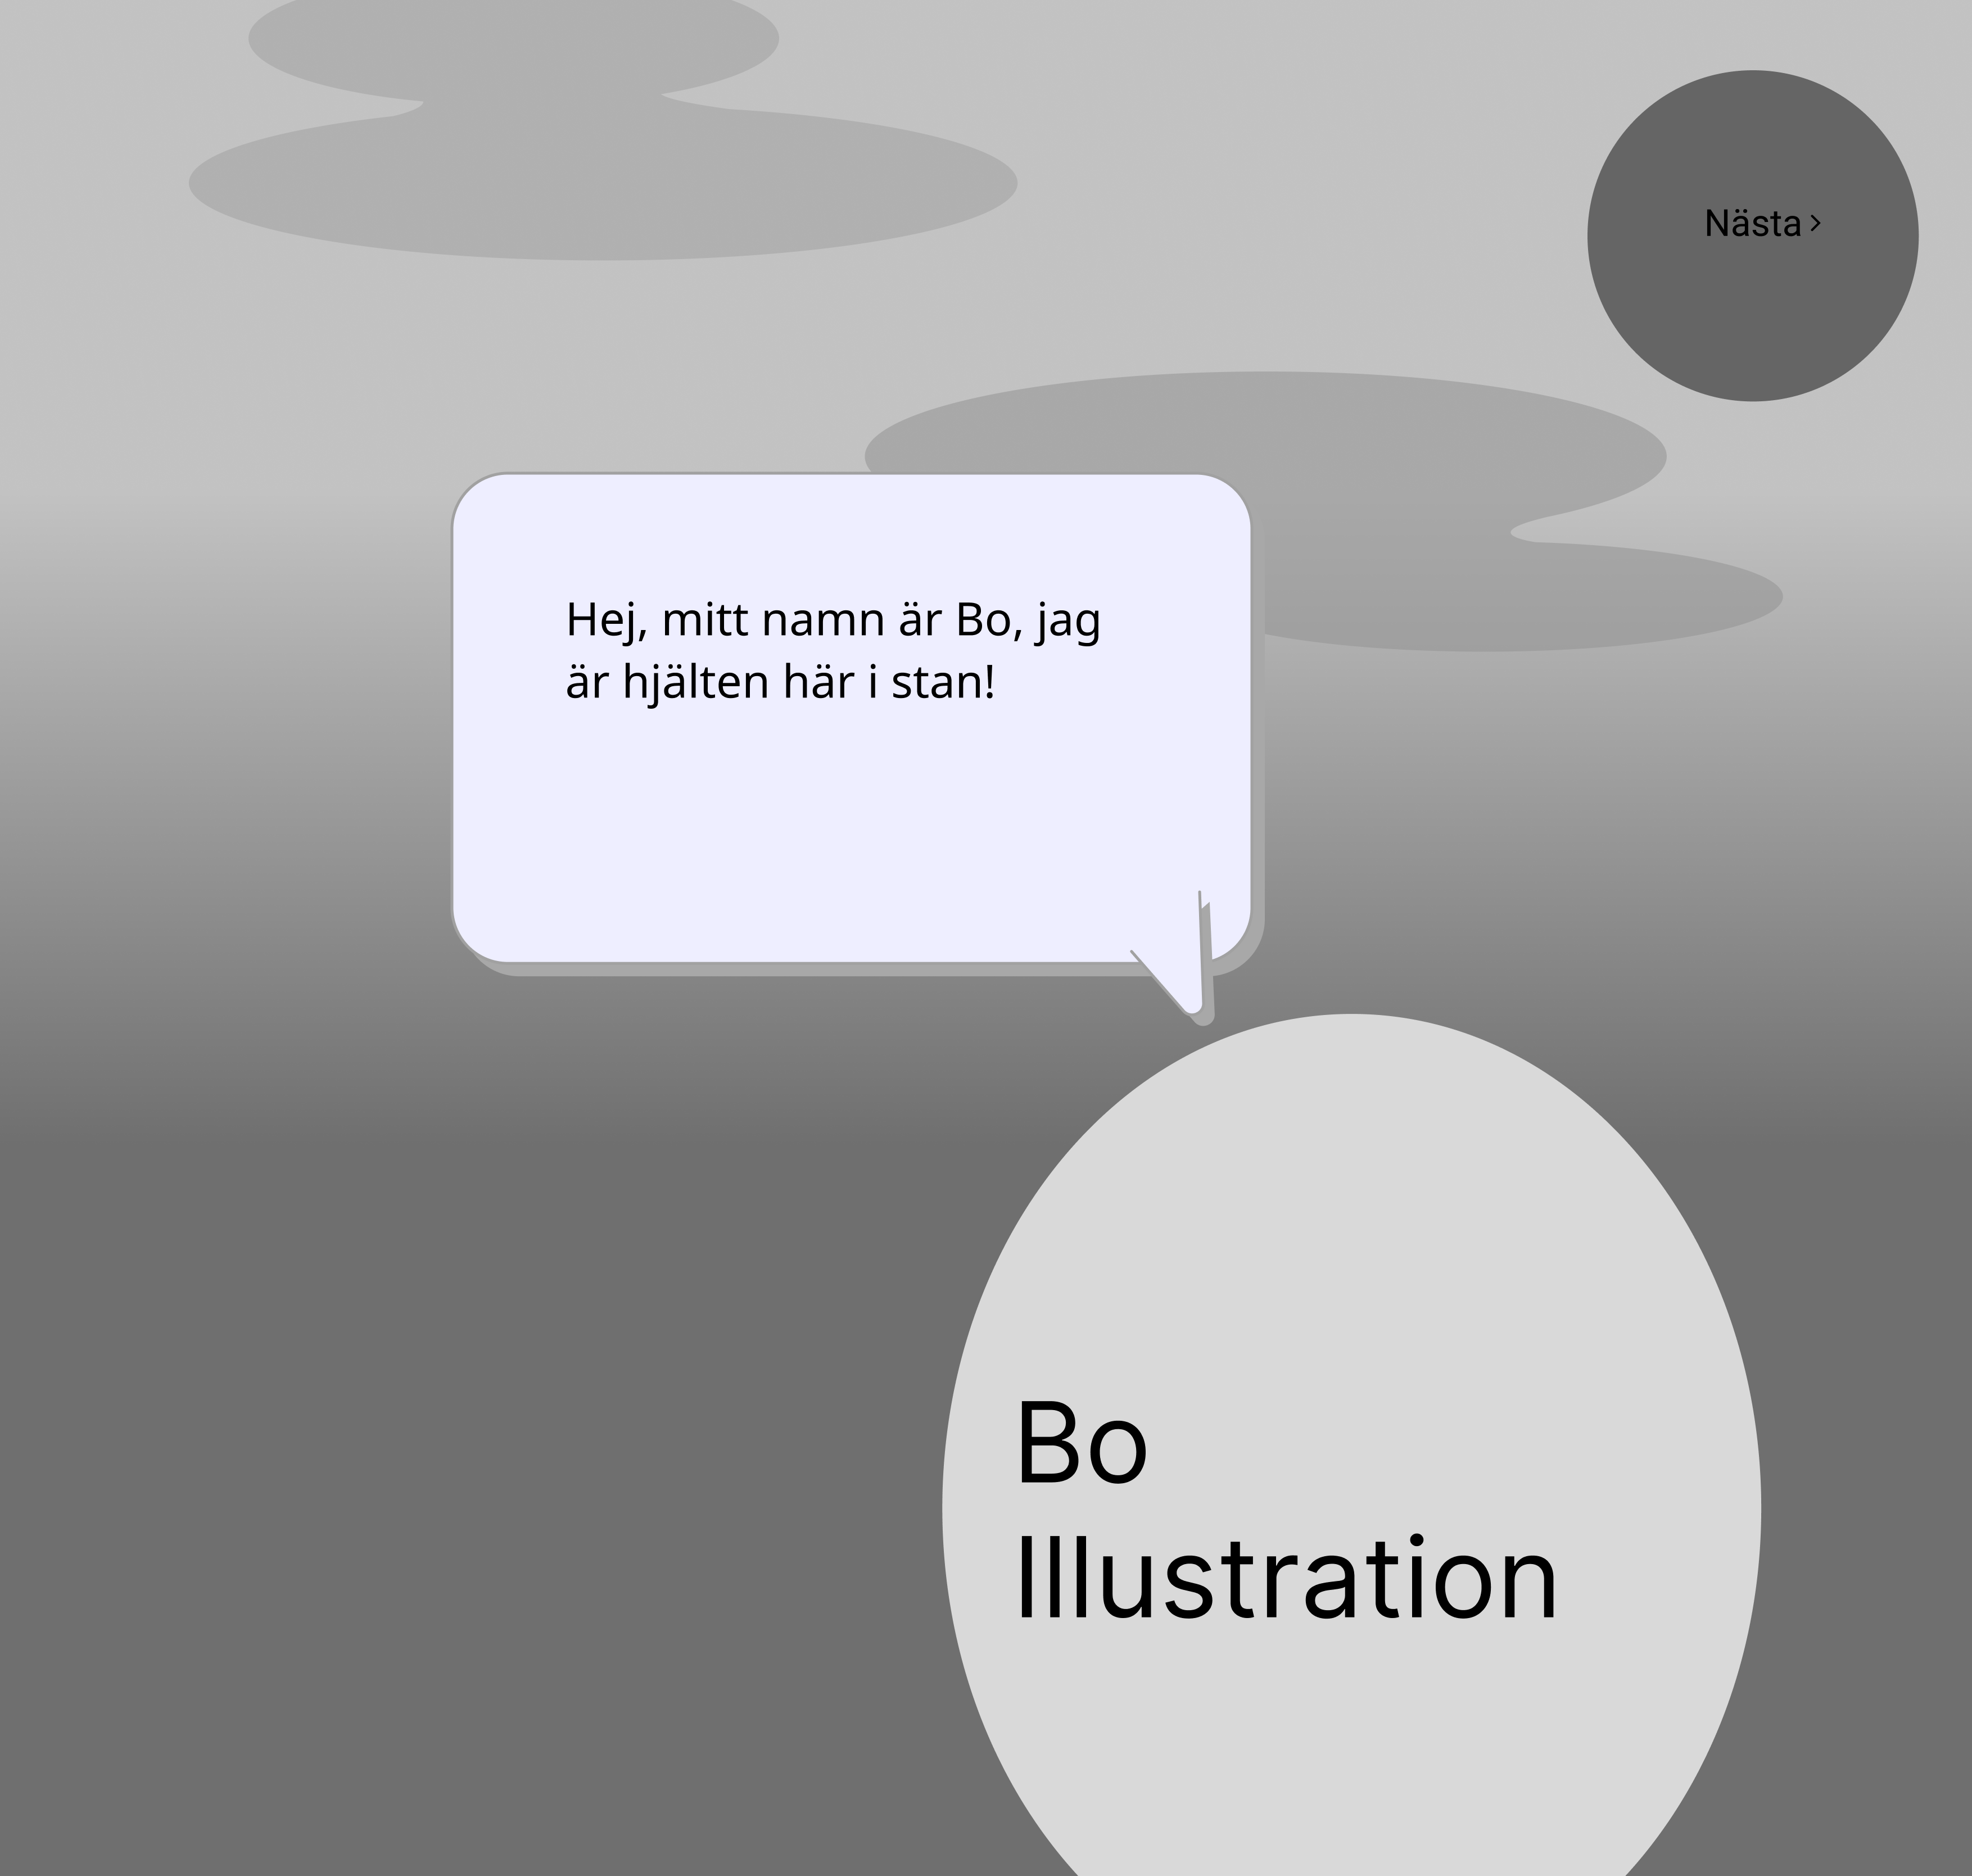 Nästa >
Hej, mitt namn är Bo, jag
är hjälten här i stan!
Bo
Illustration